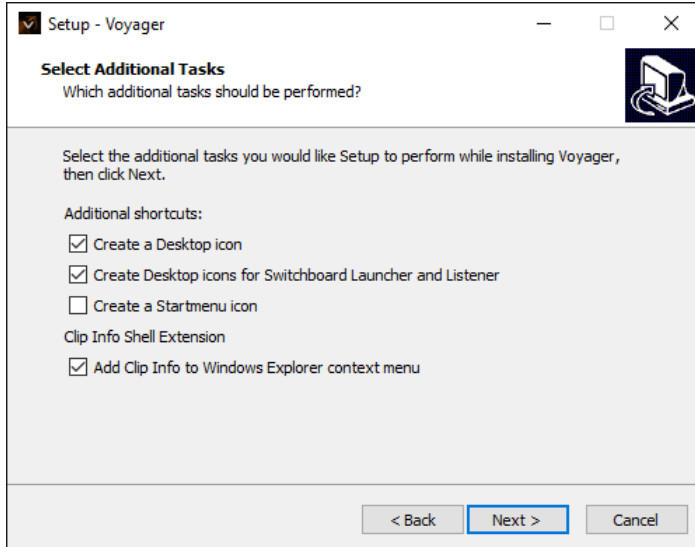 Setup - Voyager
Select Additional Tasks
Which additional tasks should be performed?
Select the additional tasks you would like Setup to perform while installing Voyager,
then click Next.
Additional shortcuts:
Create a Desktop icon
Create Desktop icons for Switchboard Launcher and Listener
Create a Startmenu icon
Clip Info Shell Extension
Add Clip Info to Windows Explorer context menu
< Back Next > Cancel